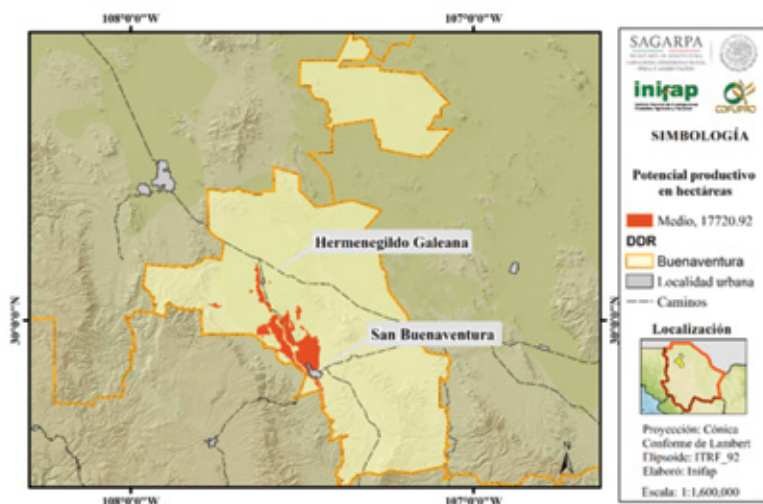 108°0'0"W
107°0'0"W
30°0'0"N
Hermenegildo Galeana
San Buenaventura
30°0'0"N
108°0'0"W
107°0'0"W
N
SAGARPA
inifap
COFUPRO
SIMBOLOGÍA
Potencial productivo
en hectáreas
Medio, 17720.92
DDR
Buenaventura
Localidad urbana
Caminos
Localización
Proyección: Cónica
Conforme de Lambert
Elipsoide: ITRF_92
Elaboró: Inifap
Escala: 1:1,600,000